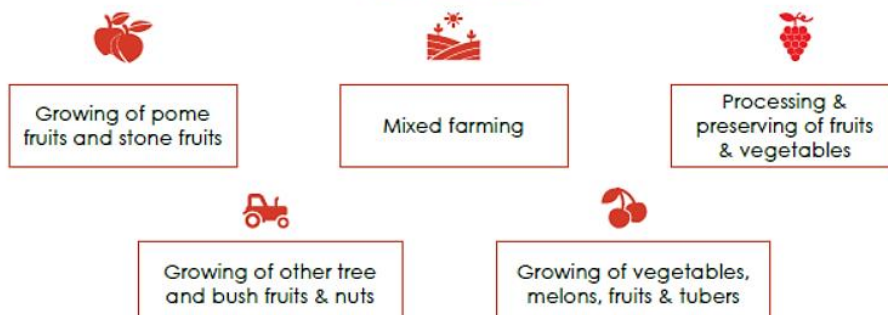 Growing of pome
fruits and stone fruits
Mixed farming
Processing &
preserving of fruits
& vegetables
Growing of other tree
and bush fruits & nuts
Growing of vegetables,
melons, fruits & tubers